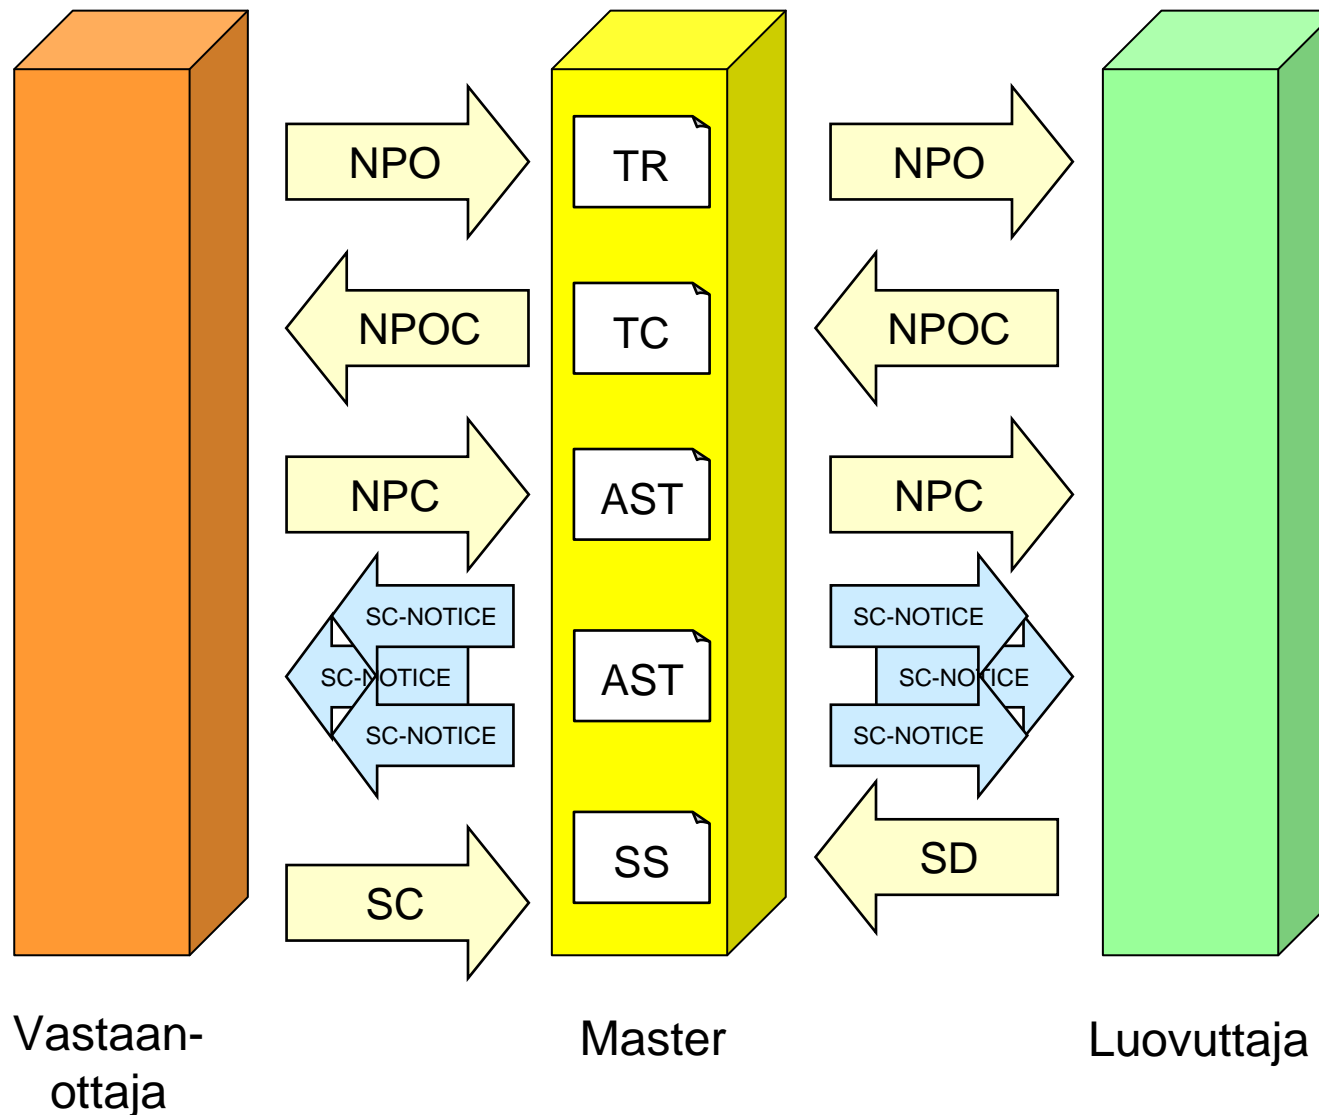 NPO
TR
NPO
NPOC
TC
NPOC
NPC
AST
NPC
SC-NOTICE
SC-NOTICE
SC-NOTICE
AST
SC-NOTICE
SC-NOTICE
SC-NOTICE
SC
SS
SD
Vastaan-
ottaja
Master
Luovuttaja